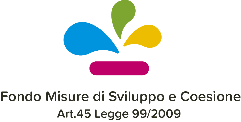 Fondo Misure di Sviluppo e Coesione
Art.45 Legge 99/2009